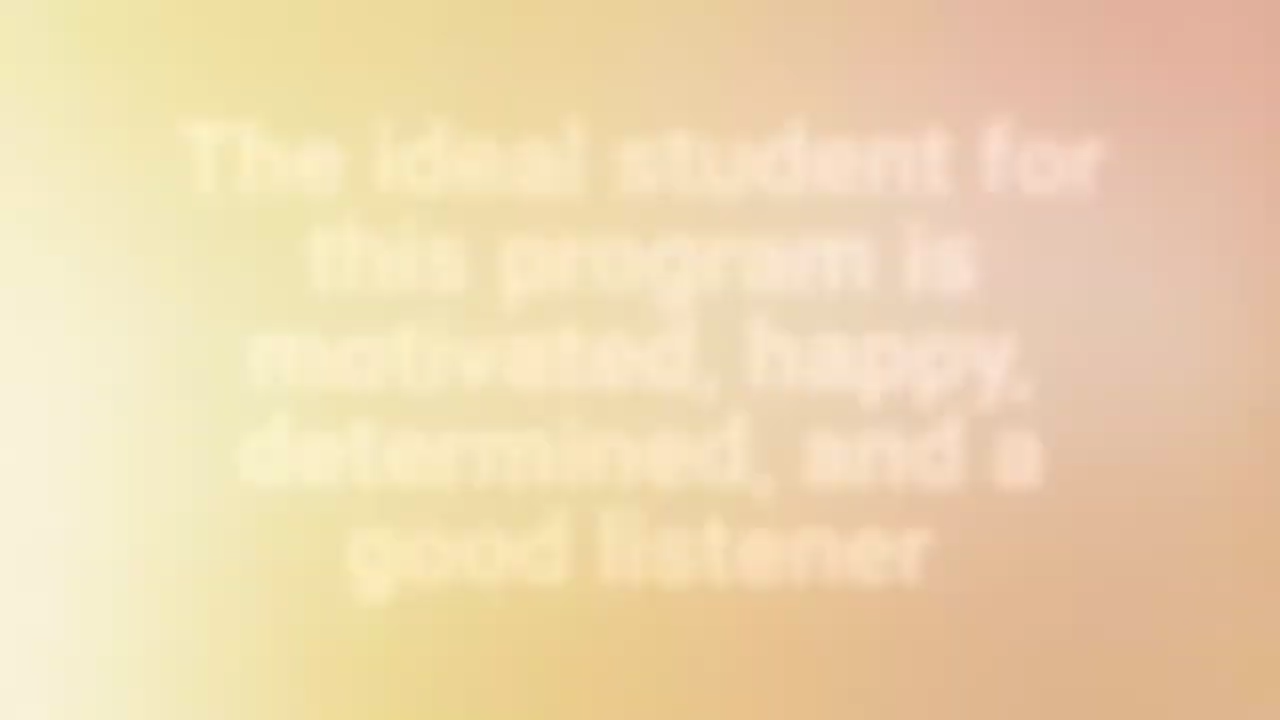 The ideal student for
this program is
motivated, happy,
determined, and a
good listener